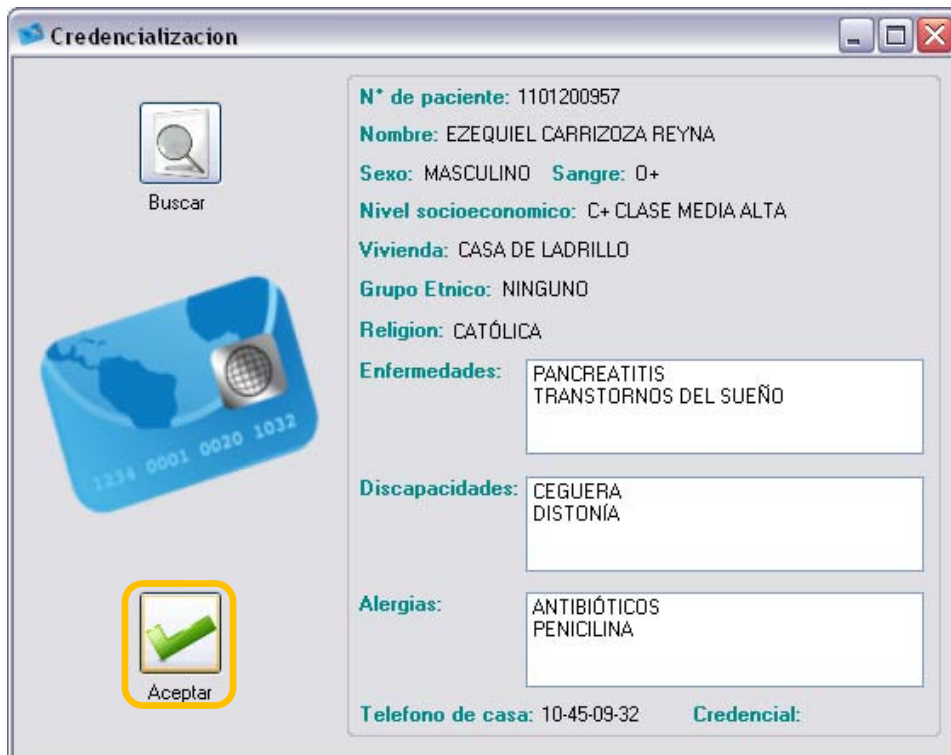 Credencializacion
Buscar
N° de paciente: 1101200957
Nombre: EZEQUIEL CARRIZOZA REYNA
Sexo: MASCULINO Sangre: O+
Nivel socioeconomico: C+ CLASE MEDIA ALTA
Vivienda: CASA DE LADRILLO
Grupo Etnico: NINGUNO
Religion: CATÓLICA
Enfermedades: PANCREATITIS
TRANSTORNOS DEL SUEÑO
1234 0001 0020 1032
Discapacidades: CEGUERA
DISTONÍA
Alergias: ANTIBIÓTICOS
PENICILINA
Aceptar
Telefono de casa: 10-45-09-32 Credencial: